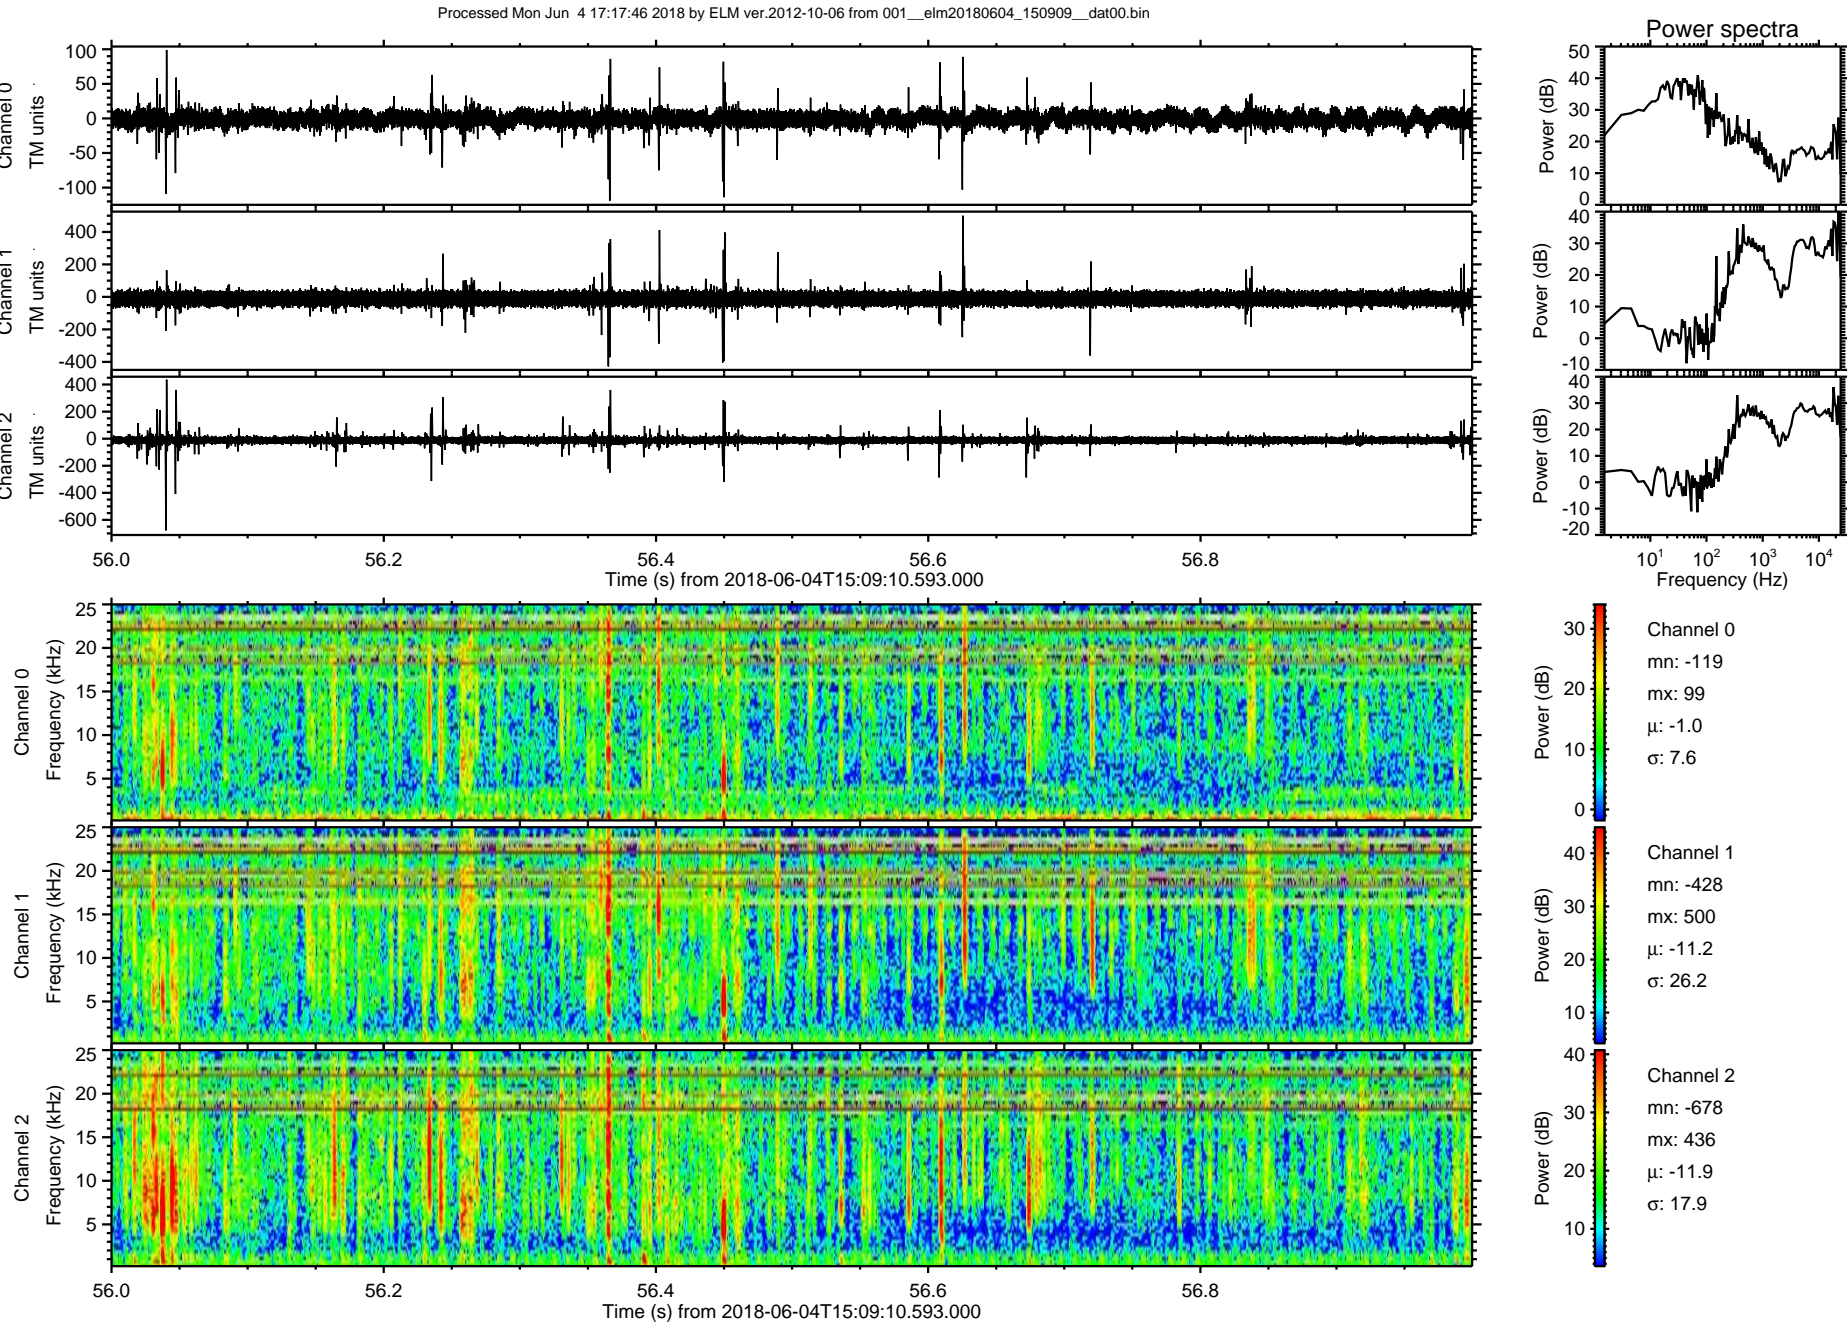 Processed Mon Jun  4 17:17:46 2018 by ELM ver.2012-10-06 from 001__elm20180604_150909__dat00.bin
Power spectra
Channel 0
TM units
100
50
0
-50
-100
Power (dB)
50
40
30
20
10
0
Channel 1
TM units
400
200
0
-200
-400
Power (dB)
40
30
20
10
0
-10
Channel 2
TM units
400
200
0
-200
-400
-600
Power (dB)
40
30
20
10
0
-10
-20
56.0 56.2 56.4 56.6 56.8
Time (s) from 2018-06-04T15:09:10.593.000
10¹ 10² 10³ 10⁴
Frequency (Hz)
Channel 0
Frequency (kHz)
25
20
15
10
5
Power (dB)
30
20
10
0
Channel 0
mn: -119
mx: 99
μ: -1.0
σ: 7.6
Channel 1
Frequency (kHz)
25
20
15
10
5
Power (dB)
40
30
20
10
Channel 1
mn: -428
mx: 500
μ: -11.2
σ: 26.2
Channel 2
Frequency (kHz)
25
20
15
10
5
Power (dB)
40
30
20
10
Channel 2
mn: -678
mx: 436
μ: -11.9
σ: 17.9
56.0 56.2 56.4 56.6 56.8
Time (s) from 2018-06-04T15:09:10.593.000